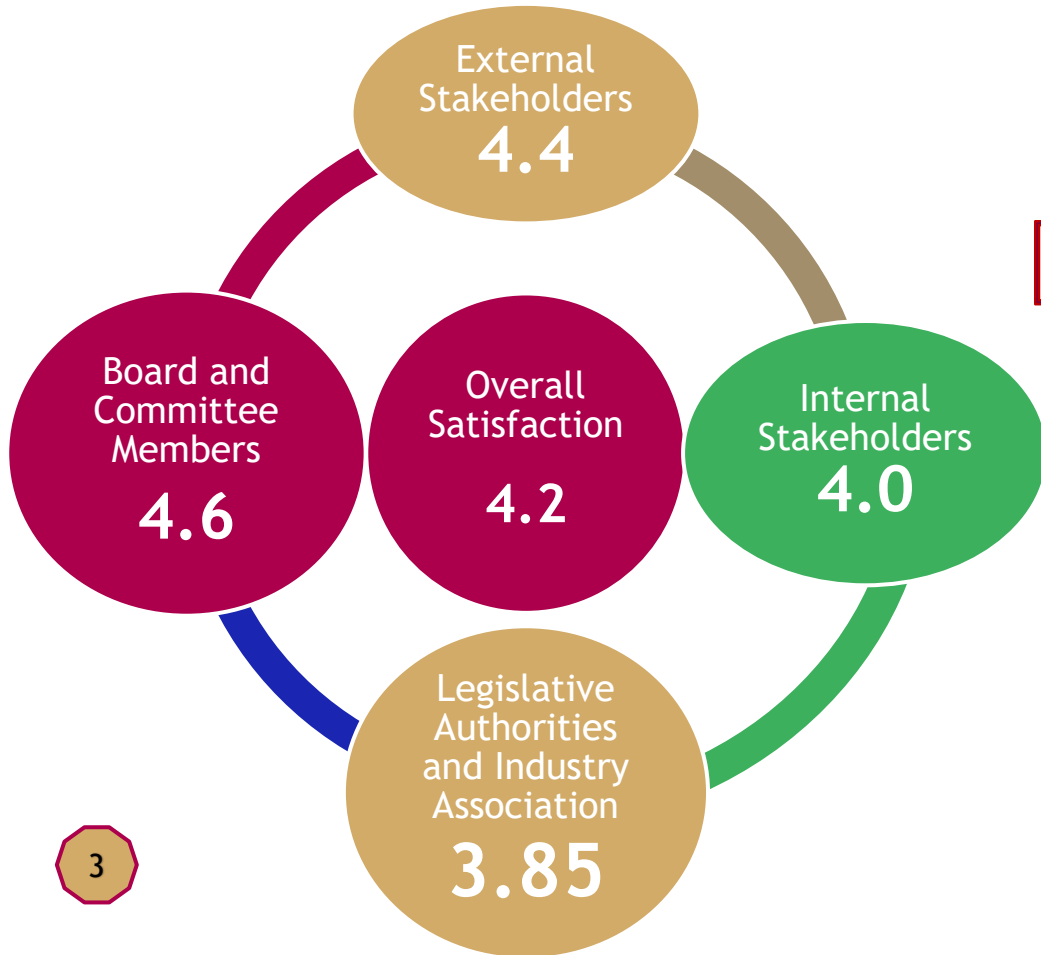 External
Stakeholders
4.4
Board and
Committee
Members
4.6
Overall
Satisfaction
4.2
Internal
Stakeholders
4.0
Legislative
Authorities
and Industry
Association
3.85
3